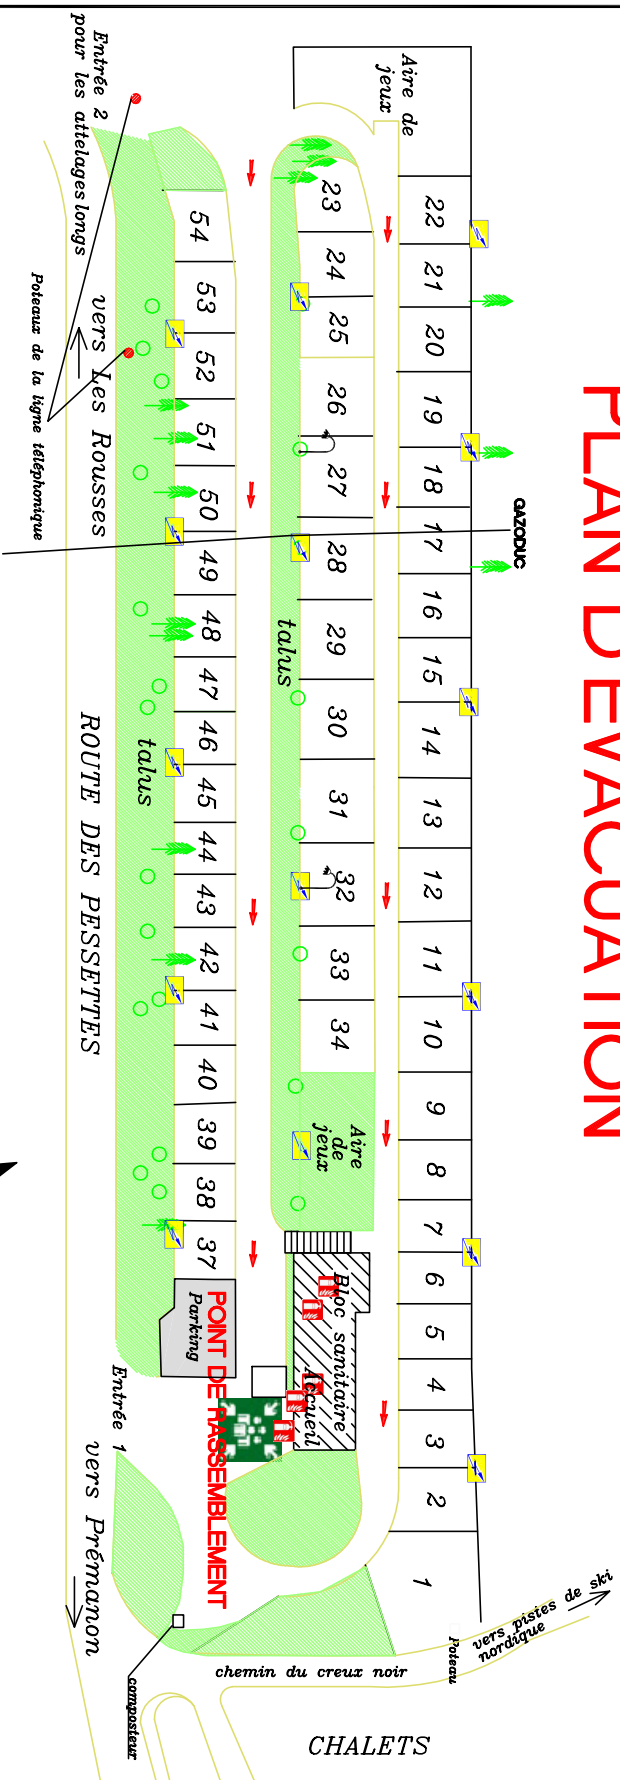 PLAN D'EVACUATION
GAZODUC
Aire de
jeux
22
21
20
19
18
17
16
15
14
13
12
11
10
9
8
7
6
5
4
3
2
1
Poteau
vers pistes de ski
nordique
23
24
25
26
27
28
29
30
31
32
33
34
Aire
de
jeux
Bloc sanitaire
Accueil
talus
54
53
52
51
50
49
48
47
46
45
44
43
42
41
40
39
38
37
Parking
POINT DE RASSEMBLEMENT
talus
Entrée 2
pour les attelages longs
vers Les Rousses
Poteaux de la ligne téléphonique
ROUTE DES PESSETTES
Entrée 1
vers Prémanon
composteur
chemin du creux noir
CHALETS